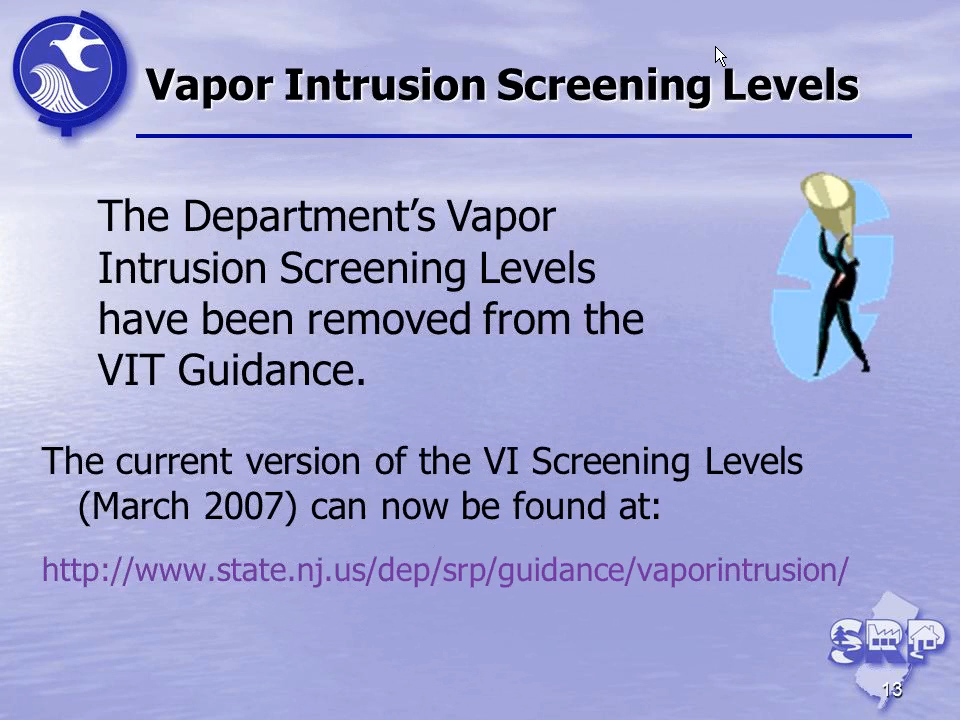 Vapor Intrusion Screening Levels
The Department’s Vapor
Intrusion Screening Levels
have been removed from the
VIT Guidance.
The current version of the VI Screening Levels
(March 2007) can now be found at:
http://www.state.nj.us/dep/srp/guidance/vaporintrusion/
SRP
13